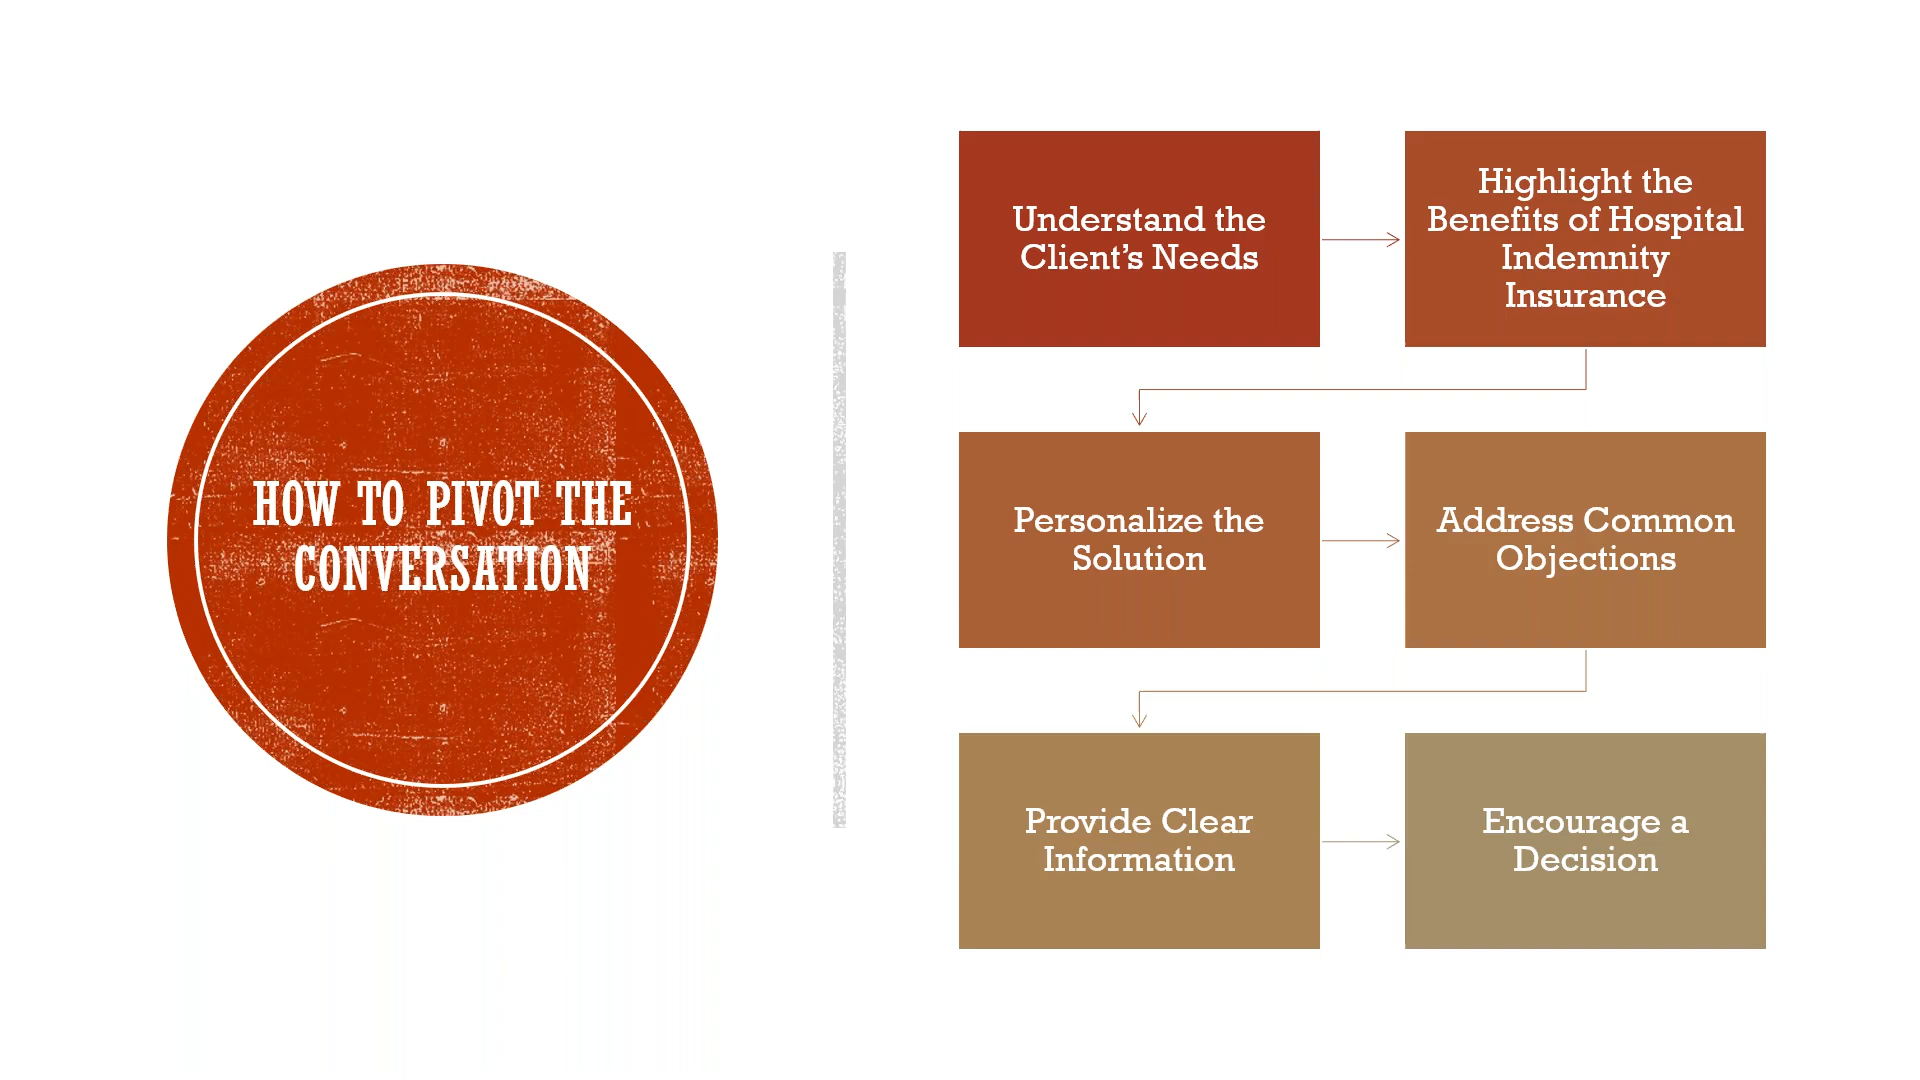 HOW TO PIVOT THE
CONVERSATION
Understand the
Client’s Needs
Highlight the
Benefits of Hospital
Indemnity
Insurance
Personalize the
Solution
Address Common
Objections
Provide Clear
Information
Encourage a
Decision